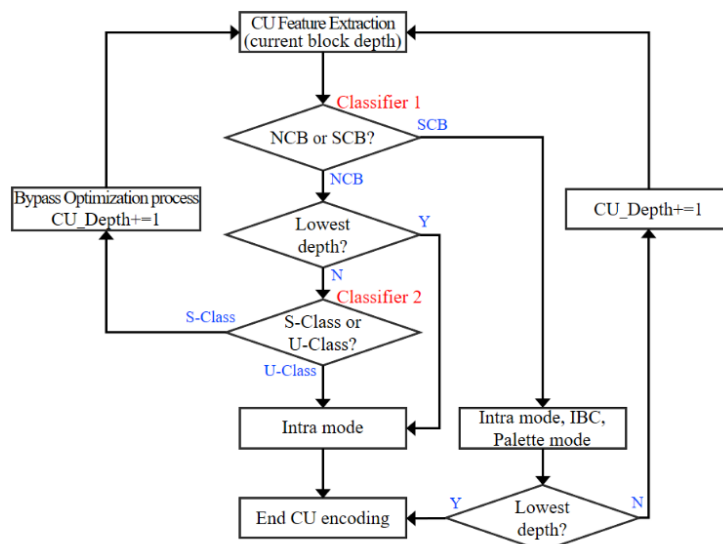 CU Feature Extraction
(current block depth)
Classifier 1
NCB or SCB?
SCB
NCB
Bypass Optimization process
CU_Depth+=1
Lowest
depth?
Y
CU_Depth+=1
N
Classifier 2
S-Class
S-Class or
U-Class?
U-Class
Intra mode
Intra mode, IBC,
Palette mode
End CU encoding
Y
Lowest
depth?
N